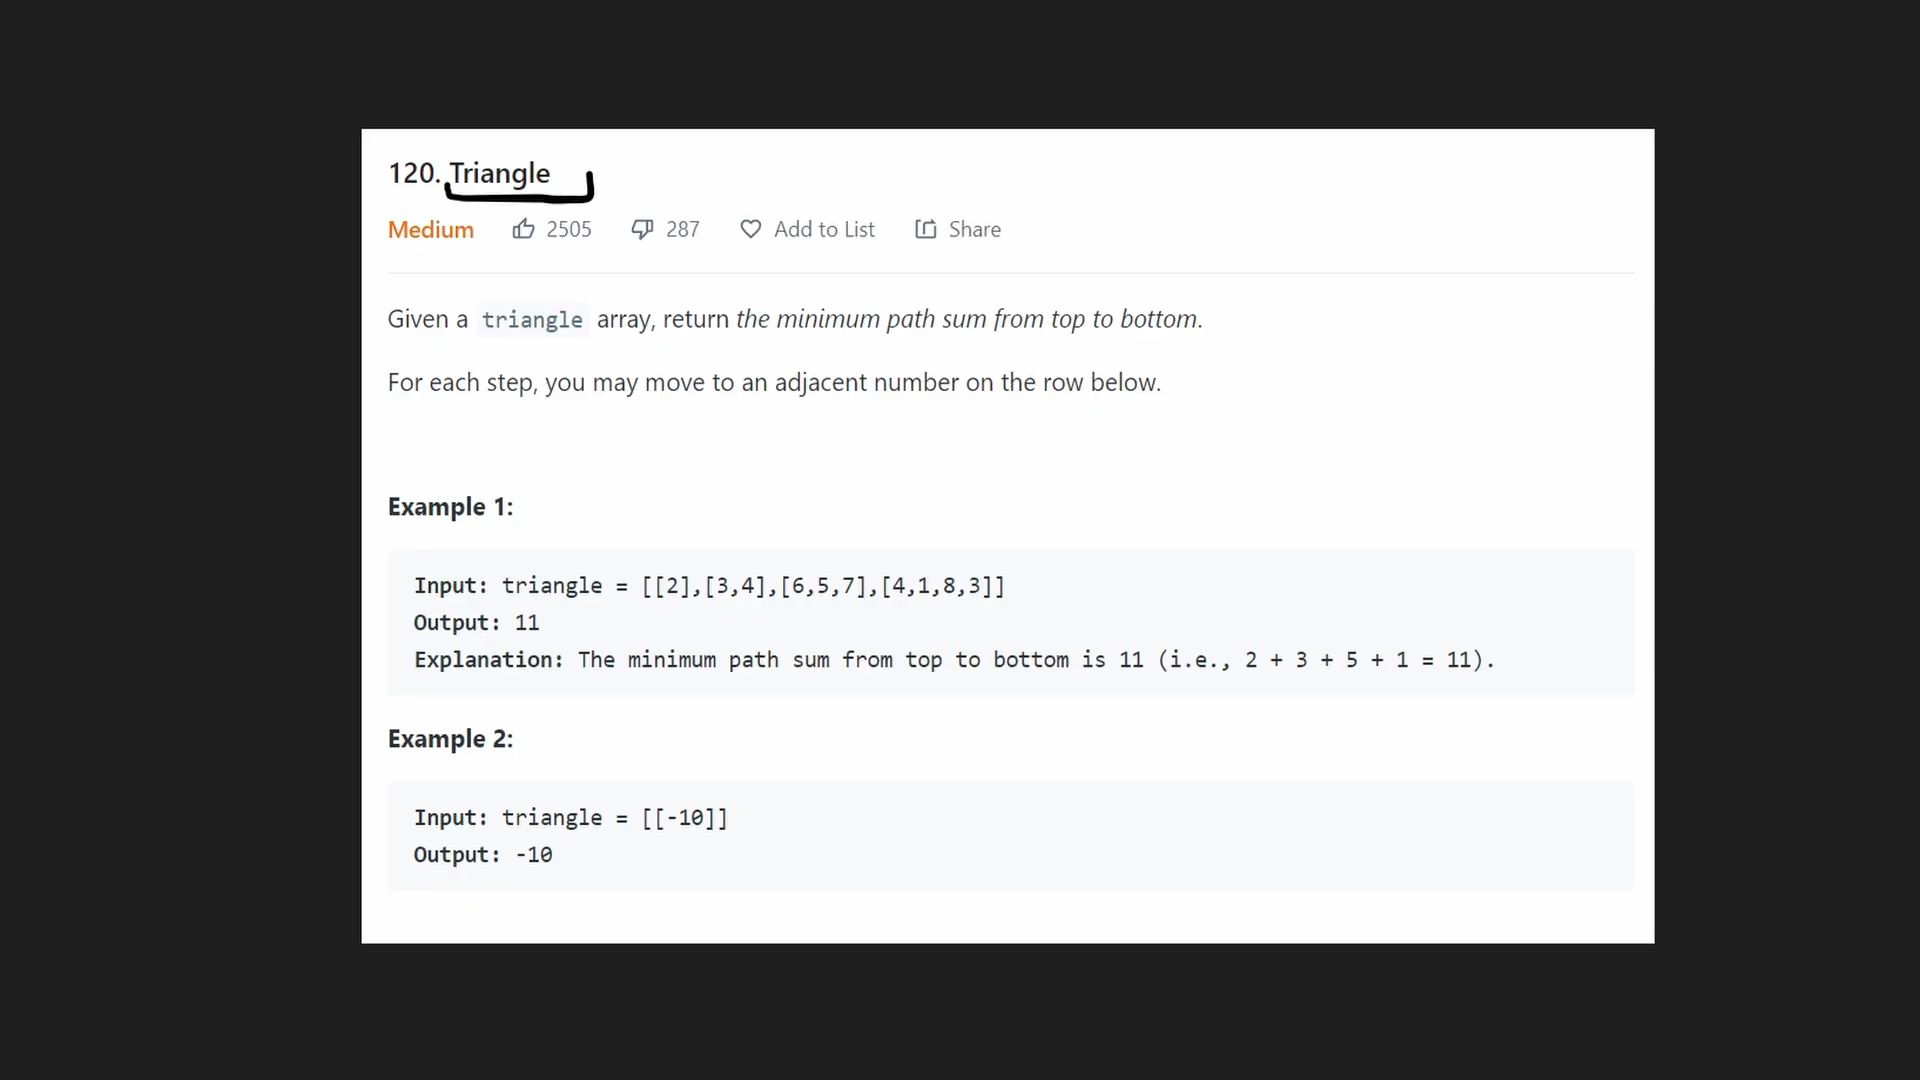 120. Triangle
Medium 2505 287 Add to List Share
Given a triangle array, return the minimum path sum from top to bottom.
For each step, you may move to an adjacent number on the row below.
Example 1:
Input: triangle = [[2],[3,4],[6,5,7],[4,1,8,3]]
Output: 11
Explanation: The minimum path sum from top to bottom is 11 (i.e., 2 + 3 + 5 + 1 = 11).
Example 2:
Input: triangle = [[-10]]
Output: -10